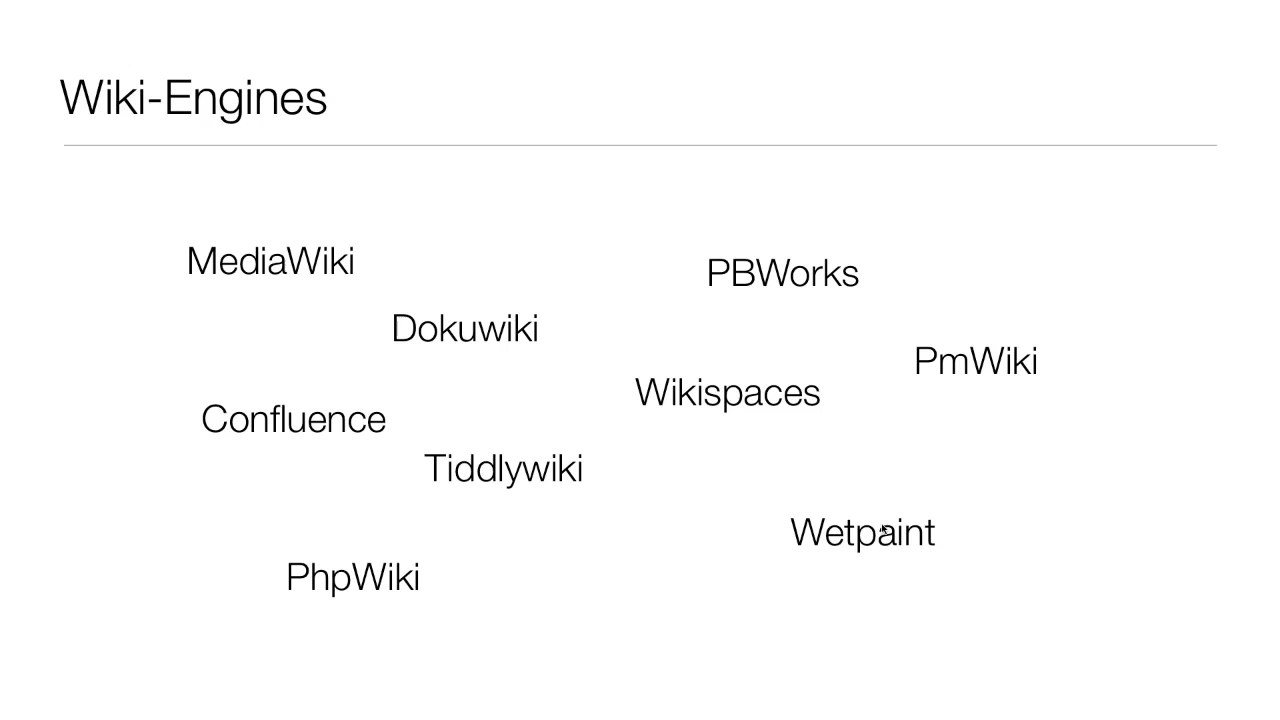 Wiki-Engines
MediaWiki
PBWorks
Dokuwiki
PmWiki
Wikispaces
Confluence
Tiddlywiki
Wetpaint
PhpWiki